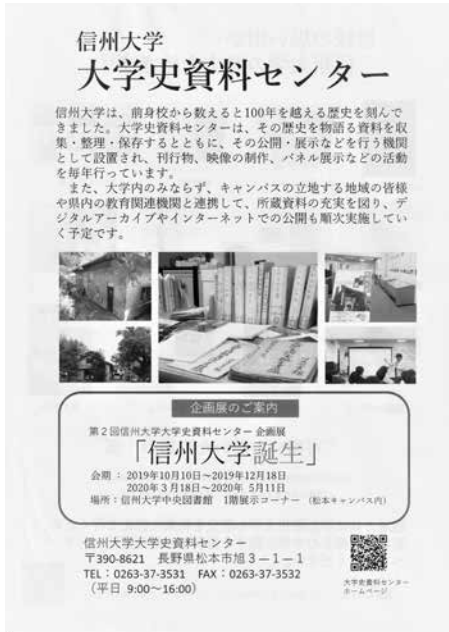 信州大学
大学史資料センター
信州大学は、前身校から数えると100年を越える歴史を刻んで
きました。大学史資料センターは、その歴史を物語る資料を収
集・整理・保存するとともに、その公開・展示などを行う機関
として設置され、刊行物、映像の制作、パネル展示などの活動
を毎年行っています。
また、大学内のみならず、キャンパスの立地する地域の皆様
や県内の教育関連機関と連携して、所蔵資料の充実を図り、デ
ジタルアーカイブやインターネットでの公開も順次実施してい
く予定です。
企画展のご案内
第2回信州大学大学史資料センター 企画展
「信州大学誕生」
会期：2019年10月10日～2019年12月18日
2020年3月18日～2020年 5月11日
場所：信州大学中央図書館　1階展示コーナー　（松本キャンパス内）
信州大学大学史資料センター
〒390-8621　長野県松本市旭３－１－１
TEL：0263-37-3531　FAX：0263-37-3532
（平日 9:00～16:00）
大学史資料センター
ホームページ